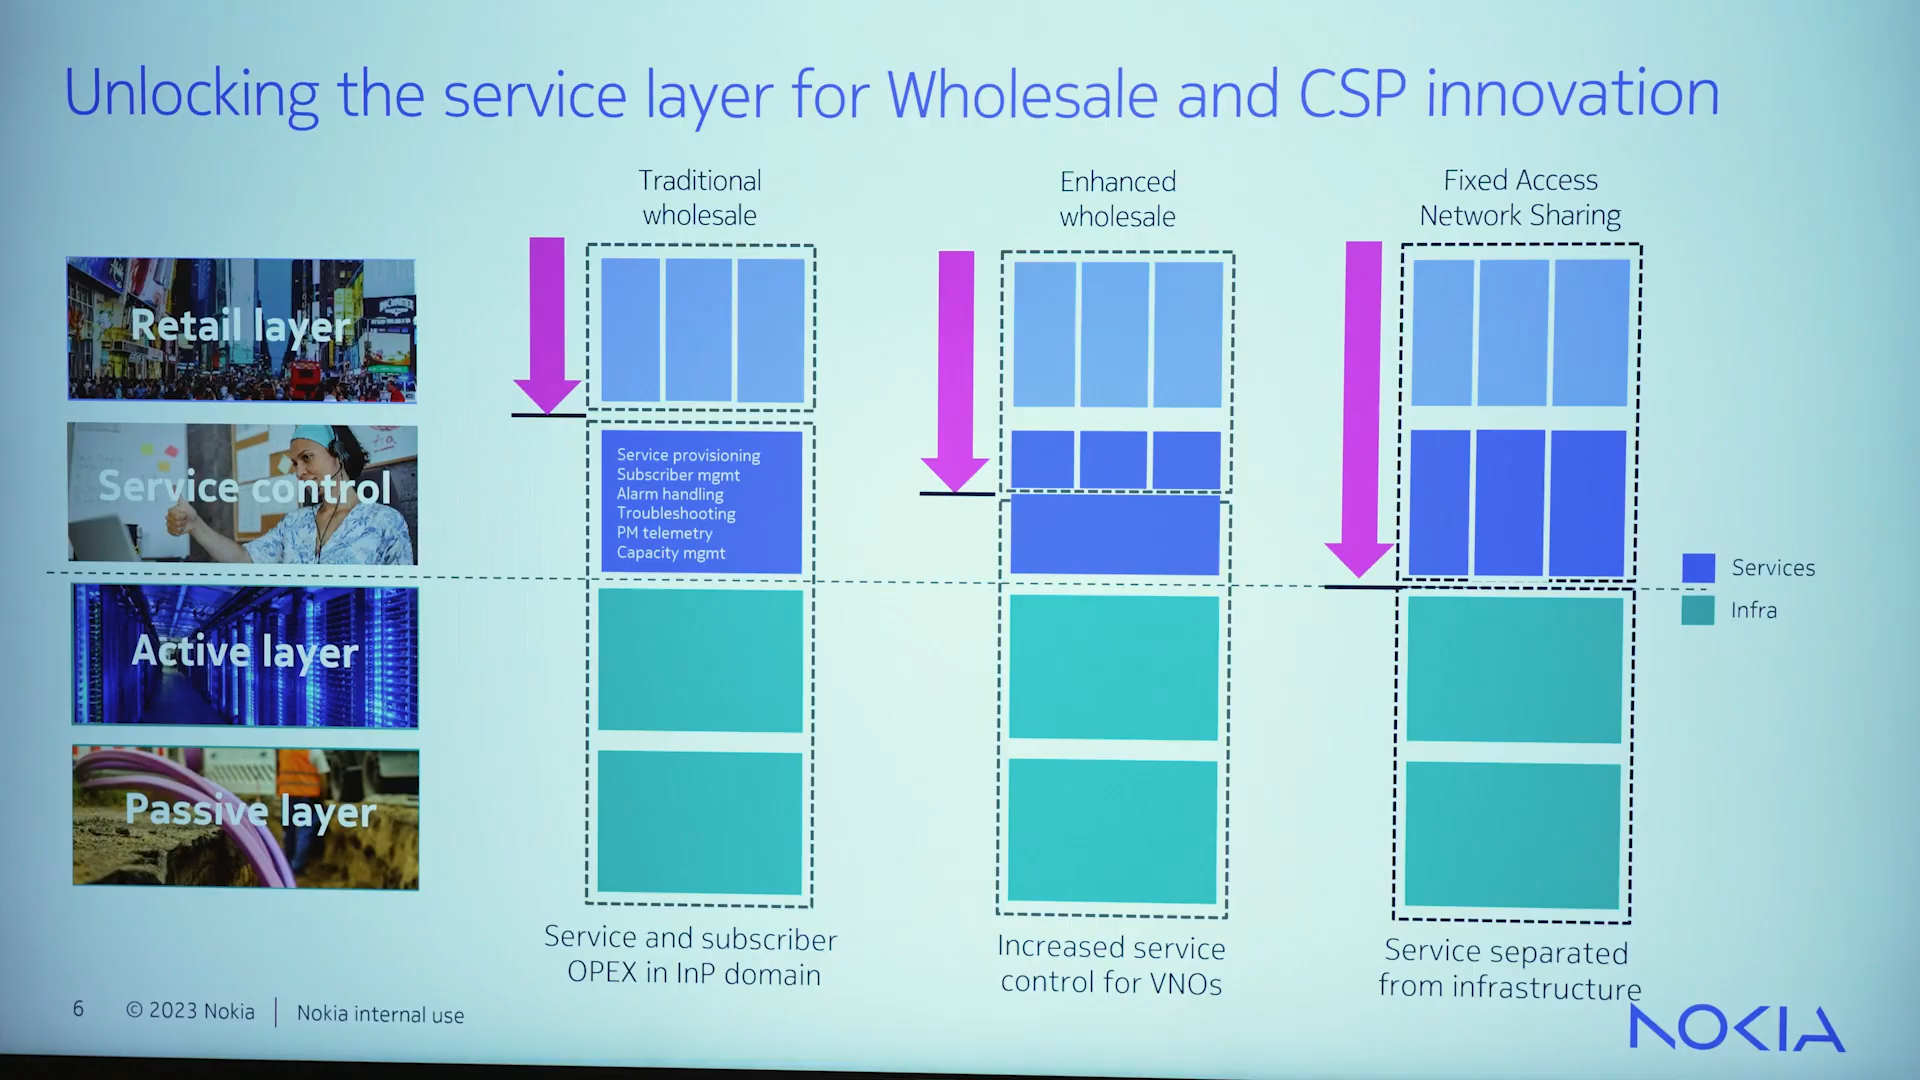 Unlocking the service layer for Wholesale and CSP innovation
Traditional
wholesale
Enhanced
wholesale
Fixed Access
Network Sharing
Retail layer
Service control
Active layer
Passive layer
Service provisioning
Subscriber mgmt
Alarm handling
Troubleshooting
PM telemetry
Capacity mgmt
Services
Infra
Service and subscriber
OPEX in InP domain
Increased service
control for VNOs
Service separated
from infrastructure
6 © 2023 Nokia | Nokia internal use
NOKIA